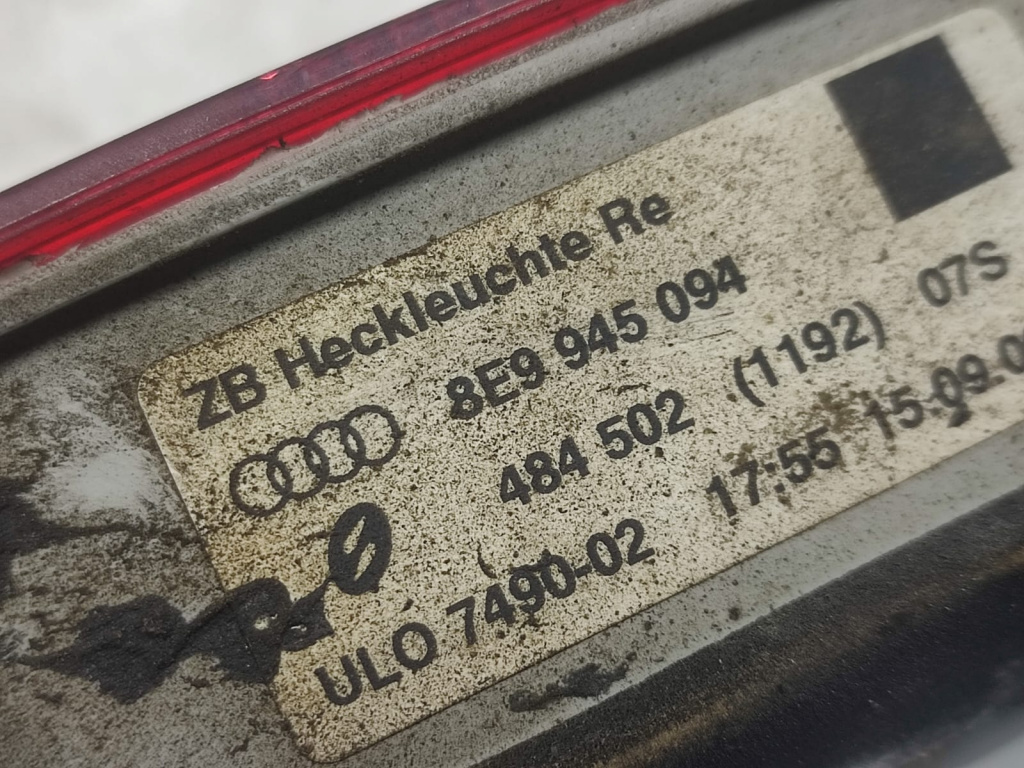 ZB Heckleuchte Re
8E9 945 094
484 502 (1192) 07S
ULO 7490-02 17:55 15.09.0